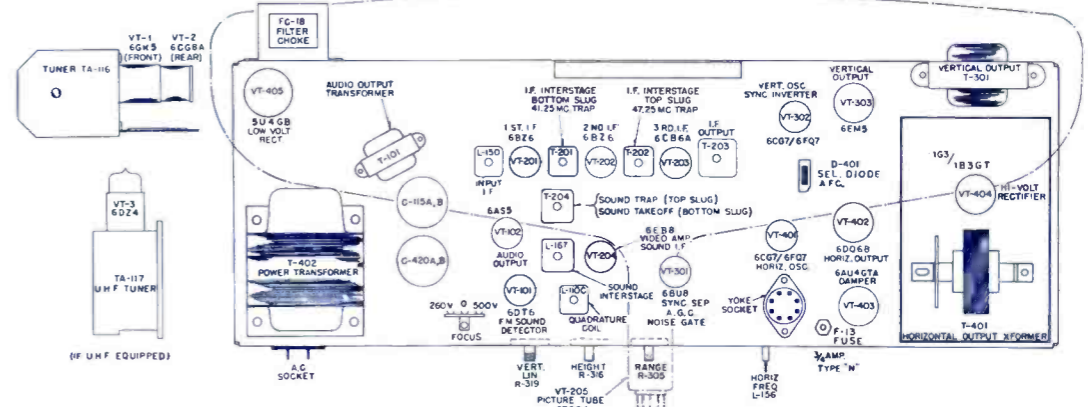 FC-18
FILTER
CHOKE
VT-1
6GK5
(FRONT)
VT-2
6CG8A
(REAR)
TUNER TA-116
VT-405
5U4GB
LOW VOLT
RECT
AUDIO OUTPUT
TRANSFORMER
T-101
I.F. INTERSTAGE
BOTTOM SLUG
41.25 MC. TRAP
I.F. INTERSTAGE
TOP SLUG
47.25 MC. TRAP
VERT. OSC
SYNC INVERTER
VT-302
6CG7/6FQ7
VERTICAL
OUTPUT
VT-303
6EM5
VERTICAL OUTPUT
T-301
1 ST. I.F
6BZ6
2 ND I.F
6BZ6
3 RD. I.F.
6CB6A
I.F
OUTPUT
L-150
INPUT
I.F
VT-201
T-201
VT-202
T-202
VT-203
T-203
D-401
SEL. DIODE
A.F.C.
1G3/
1B3GT
VT-404
HI-VOLT
RECTIFIER
VT-3
6DZ4
C-115A,B
T-204
SOUND TRAP (TOP SLUG)
SOUND TAKEOFF (BOTTOM SLUG)
6AS5
VT-102
AUDIO
OUTPUT
6EB8
VIDEO AMP
SOUND I.F
VT-406
6CG7/6FQ7
HORIZ. OSC.
VT-402
6DQ6B
HORIZ. OUTPUT
TA-117
UHF TUNER
T-402
POWER TRANSFORMER
C-420A,B
L-167
VT-204
VT-301
SOUND
INTERSTAGE
6BU8
SYNC SEP
A.G.C.
NOISE GATE
6AU4GTA
DAMPER
VT-403
VT-101
6DT6
FM SOUND
DETECTOR
L-110C
QUADRATURE
COIL
YOKE
SOCKET
T-401
HORIZONTAL OUTPUT XFORMER
260V
500V
FOCUS
F-13
FUSE
3/4 AMP.
TYPE "N"
(IF UHF EQUIPPED)
A.C
SOCKET
VERT.
LIN
R-319
HEIGHT
R-316
RANGE
R-305
HORIZ
FREQ
L-156
VT-205
PICTURE TUBE